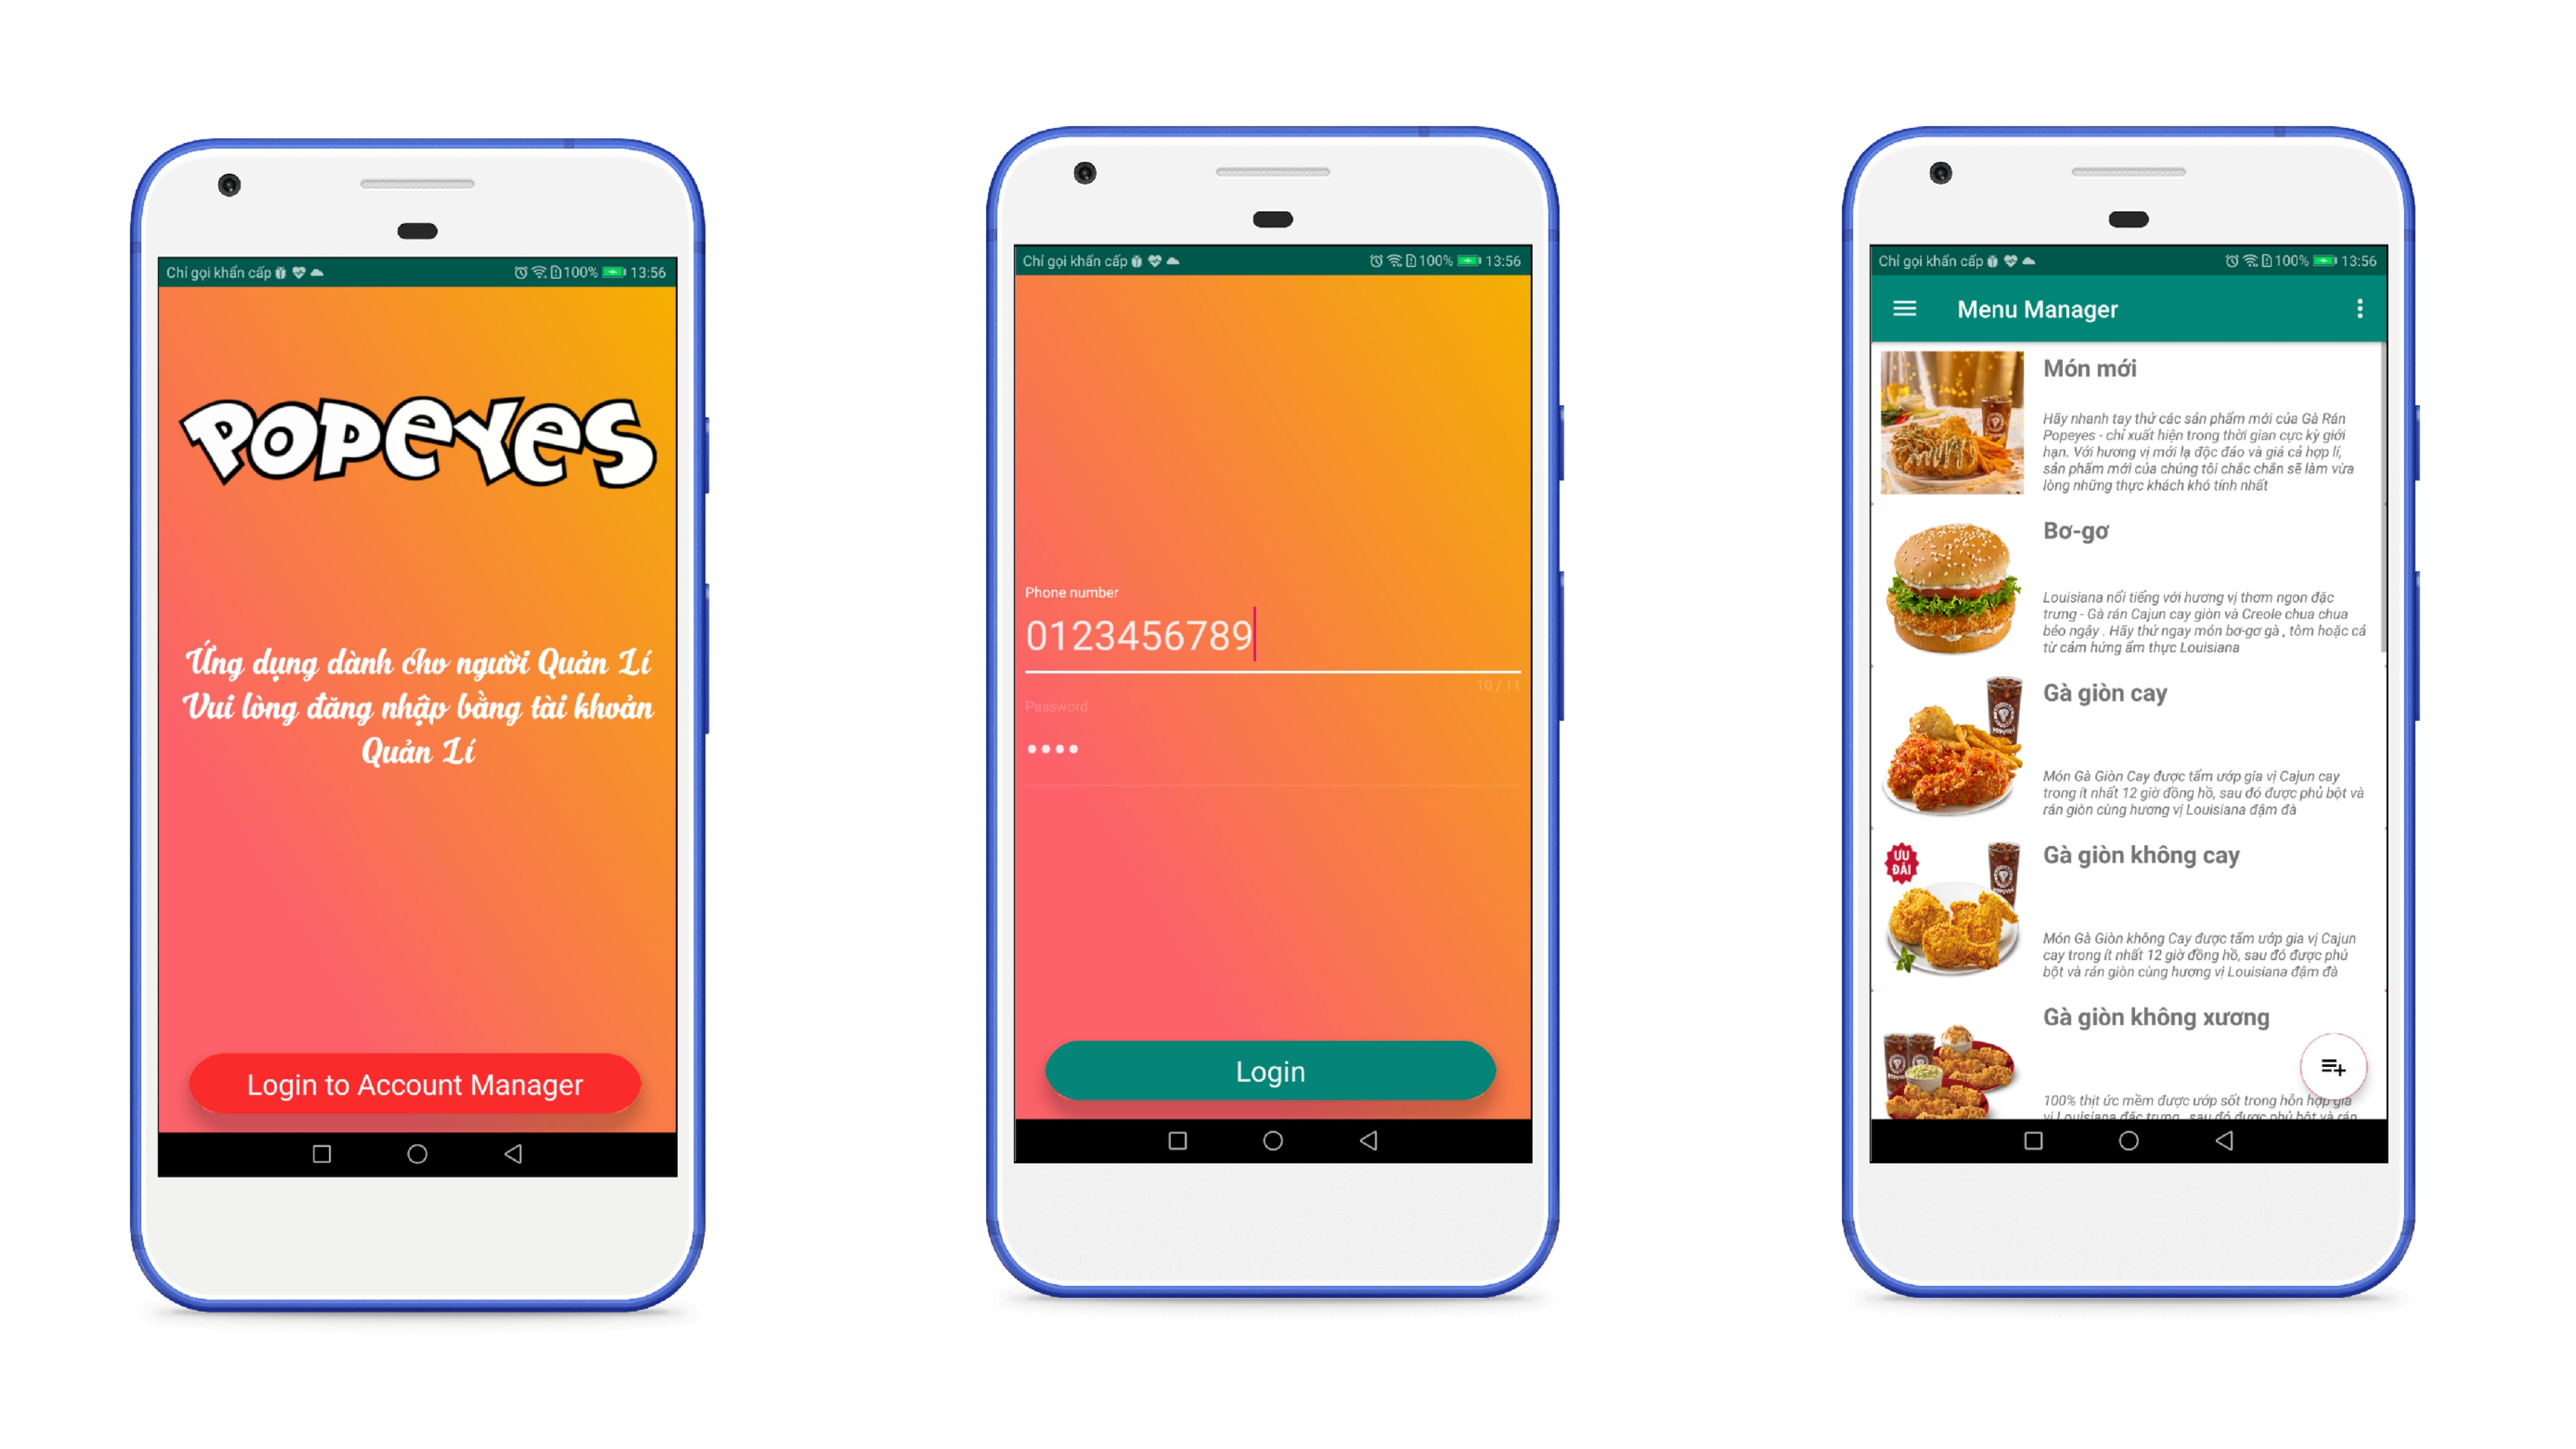 Chỉ gọi khẩn cấp 100% 13:56
POPEYES
Ứng dụng dành cho người Quản Lí
Vui lòng đăng nhập bằng tài khoản
Quản Lí
Login to Account Manager
Chỉ gọi khẩn cấp 100% 13:56
Phone number
0123456789
10 / 11
Password
Login
Chỉ gọi khẩn cấp 100% 13:56
Menu Manager
Món mới
Hãy nhanh tay thử các sản phẩm mới của Gà Rán
Popeyes - chỉ xuất hiện trong thời gian cực kỳ giới
hạn. Với hương vị mới lạ độc đáo và giá cả hợp lí,
sản phẩm mới của chúng tôi chắc chắn sẽ làm vừa
lòng những thực khách khó tính nhất
Bơ-gơ
Louisiana nổi tiếng với hương vị thơm ngon đặc
trưng - Gà rán Cajun cay giòn và Creole chua chua
béo ngậy . Hãy thử ngay món bơ-gơ gà , tôm hoặc cá
từ cảm hứng ẩm thực Louisiana
Gà giòn cay
Món Gà Giòn Cay được tẩm ướp gia vị Cajun cay
trong ít nhất 12 giờ đồng hồ, sau đó được phủ bột và
rán giòn cùng hương vị Louisiana đậm đà
ƯU
ĐÃI
Gà giòn không cay
Món Gà Giòn không Cay được tẩm ướp gia vị Cajun
cay trong ít nhất 12 giờ đồng hồ, sau đó được phủ
bột và rán giòn cùng hương vị Louisiana đậm đà
Gà giòn không xương
100% thịt ức mềm được ướp sốt trong hỗn hợp gia
vị Louisiana đặc trưng , sau đó được phủ bột và rán